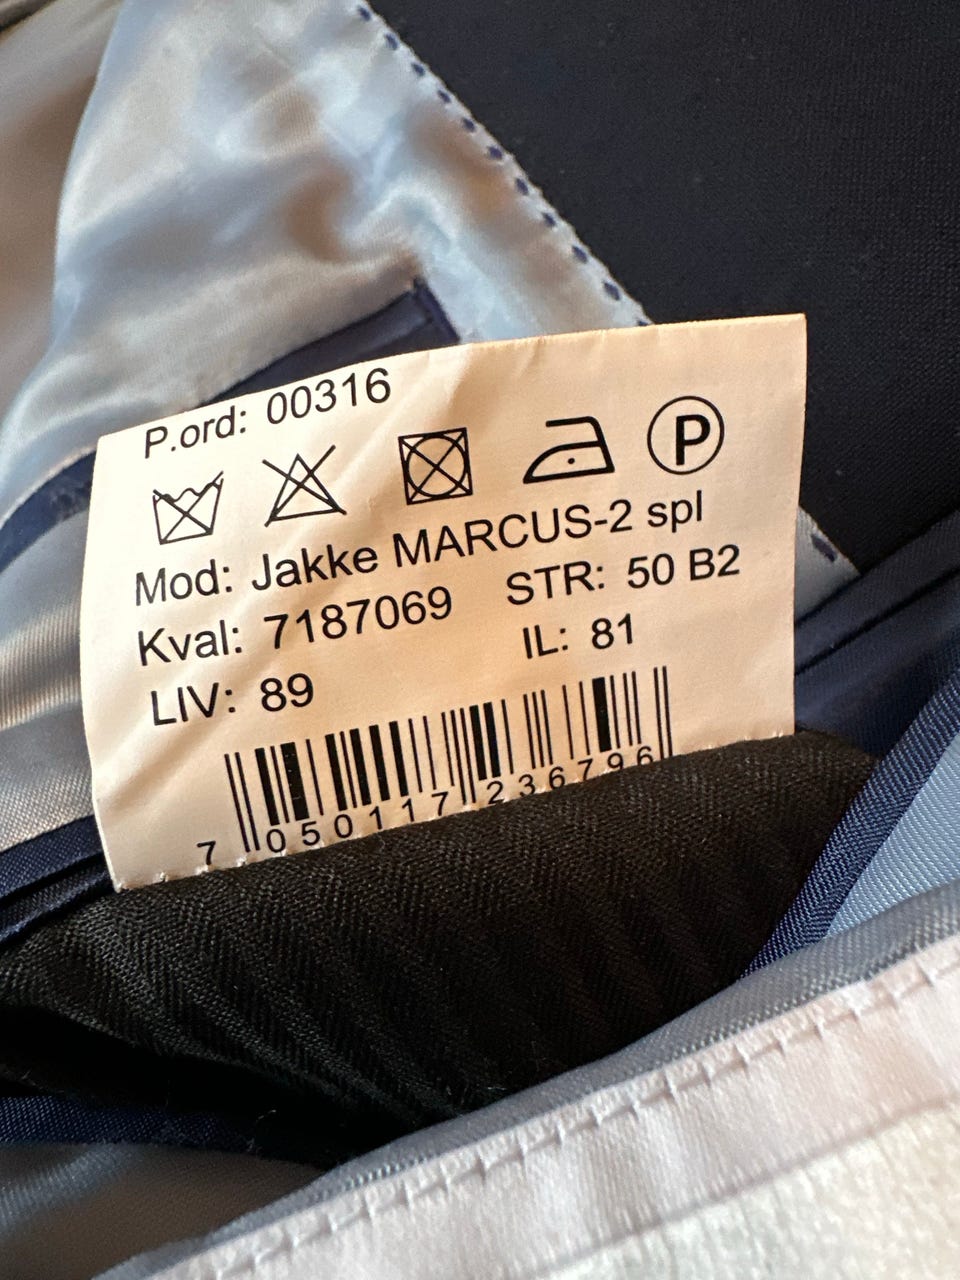 P.ord: 00316
P
Mod: Jakke MARCUS-2 spl
Kval: 7187069 STR: 50 B2
LIV: 89 IL: 81
7 050117 236796